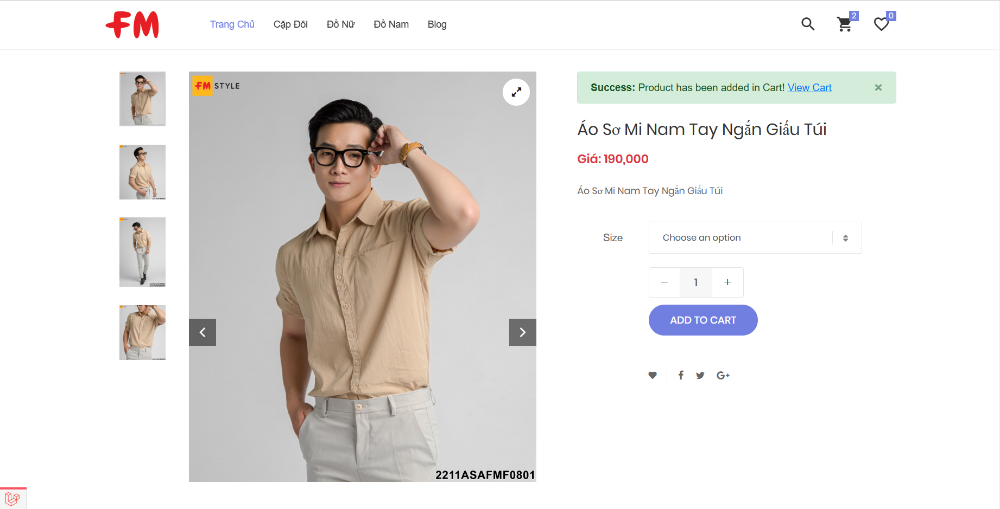 FM
Trang Chủ
Cặp Đôi
Đồ Nữ
Đồ Nam
Blog
2
0
FM STYLE
Success: Product has been added in Cart! View Cart ×
Áo Sơ Mi Nam Tay Ngắn Giấu Túi
Giá: 190,000
Áo Sơ Mi Nam Tay Ngắn Giấu Túi
Size
Choose an option
− 1 +
ADD TO CART
G+
2211ASAFMF0801